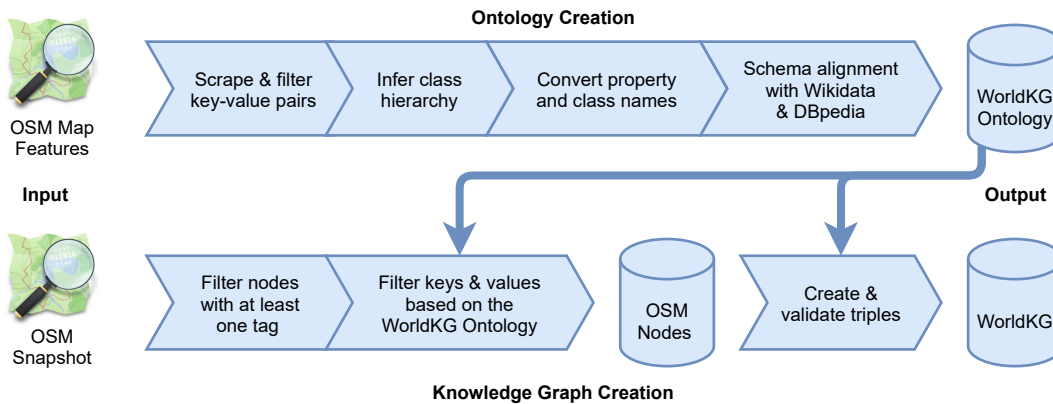 Ontology Creation
Scrape & filter
key-value pairs
Infer class
hierarchy
Convert property
and class names
Schema alignment
with Wikidata
& DBpedia
WorldKG
Ontology
OSM Map
Features
Input
Output
Filter nodes
with at least
one tag
Filter keys & values
based on the
WorldKG Ontology
OSM
Nodes
Create &
validate triples
WorldKG
OSM
Snapshot
Knowledge Graph Creation